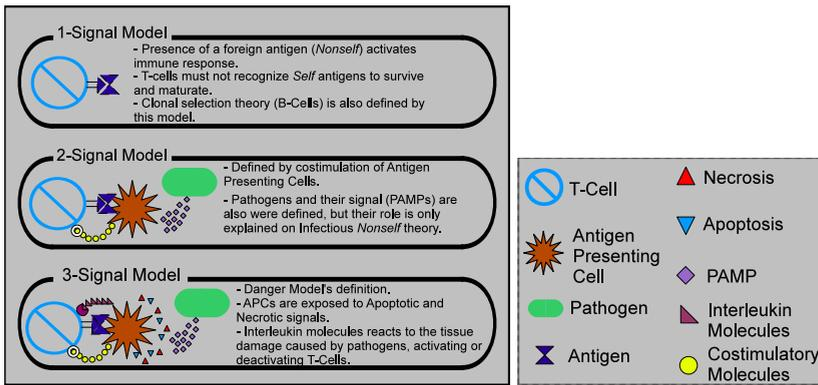 1-Signal Model
- Presence of a foreign antigen (Nonself) activates
immune response.
- T-cells must not recognize Self antigens to survive
and maturate.
- Clonal selection theory (B-Cells) is also defined by
this model.
2-Signal Model
- Defined by costimulation of Antigen
Presenting Cells.
- Pathogens and their signal (PAMPs) are
also were defined, but their role is only
explained on Infectious Nonself theory.
3-Signal Model
- Danger Model's definition.
- APCs are exposed to Apoptotic and
Necrotic signals.
- Interleukin molecules reacts to the tissue
damage caused by pathogens, activating or
deactivating T-Cells.
T-Cell
Antigen
Presenting
Cell
Pathogen
Antigen
Necrosis
Apoptosis
PAMP
Interleukin
Molecules
Costimulatory
Molecules